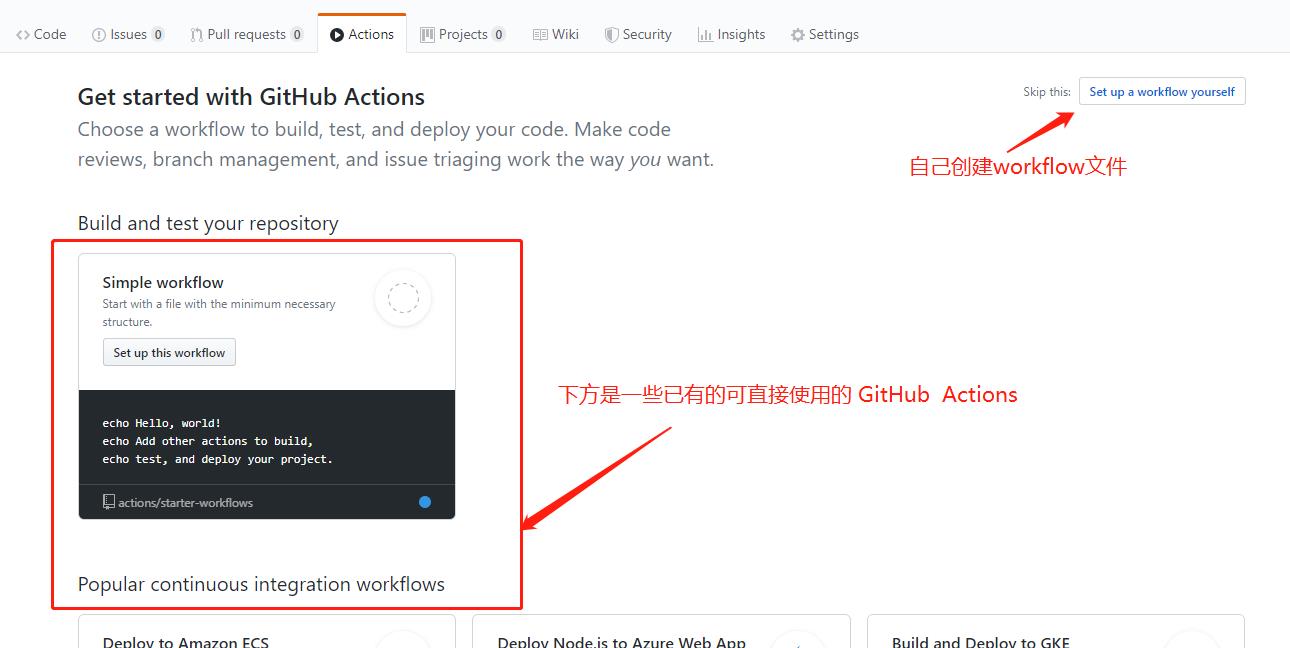 Code Issues 0 Pull requests 0 Actions Projects 0 Wiki Security Insights Settings
Get started with GitHub Actions
Skip this: Set up a workflow yourself
Choose a workflow to build, test, and deploy your code. Make code
reviews, branch management, and issue triaging work the way you want.
自己创建workflow文件
Build and test your repository
Simple workflow
Start with a file with the minimum necessary
structure.
Set up this workflow
下方是一些已有的可直接使用的 GitHub Actions
echo Hello, world!
echo Add other actions to build,
echo test, and deploy your project.
actions/starter-workflows
Popular continuous integration workflows
Deploy to Amazon ECS
Deploy Node.js to Azure Web App
Build and Deploy to GKE